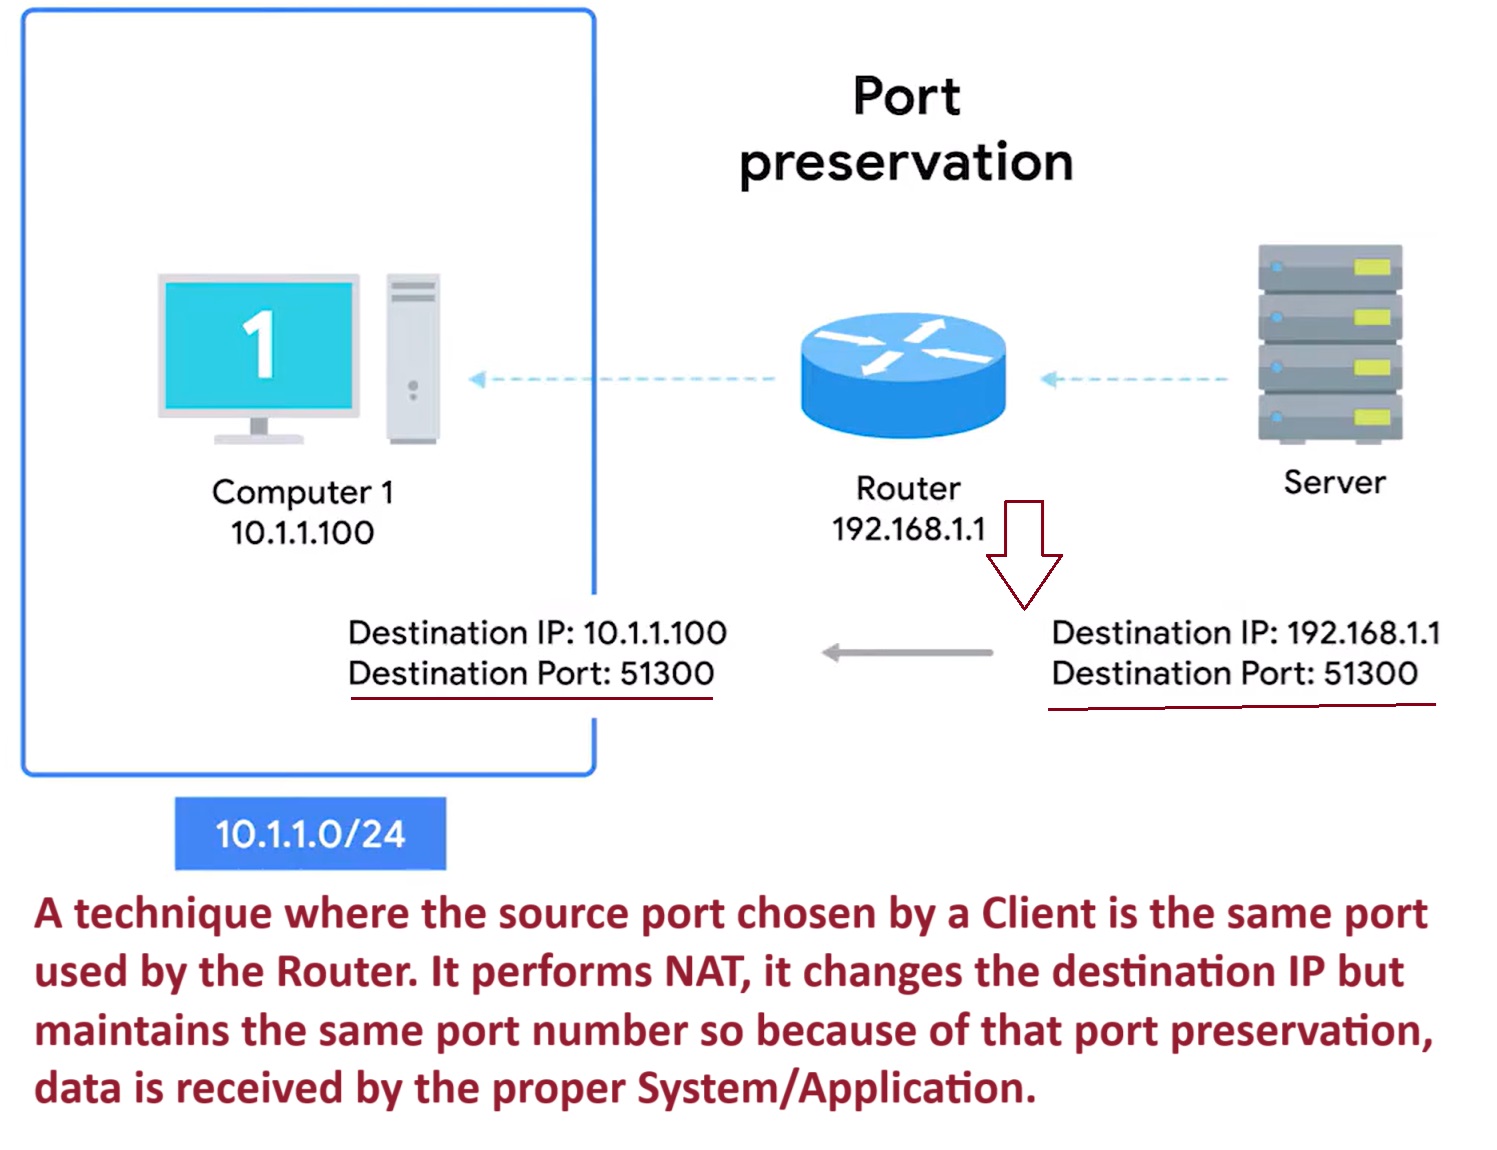 Port
preservation
1
Computer 1
10.1.1.100
Router
192.168.1.1
Server
Destination IP: 10.1.1.100
Destination Port: 51300
Destination IP: 192.168.1.1
Destination Port: 51300
10.1.1.0/24
A technique where the source port chosen by a Client is the same port
used by the Router. It performs NAT, it changes the destination IP but
maintains the same port number so because of that port preservation,
data is received by the proper System/Application.